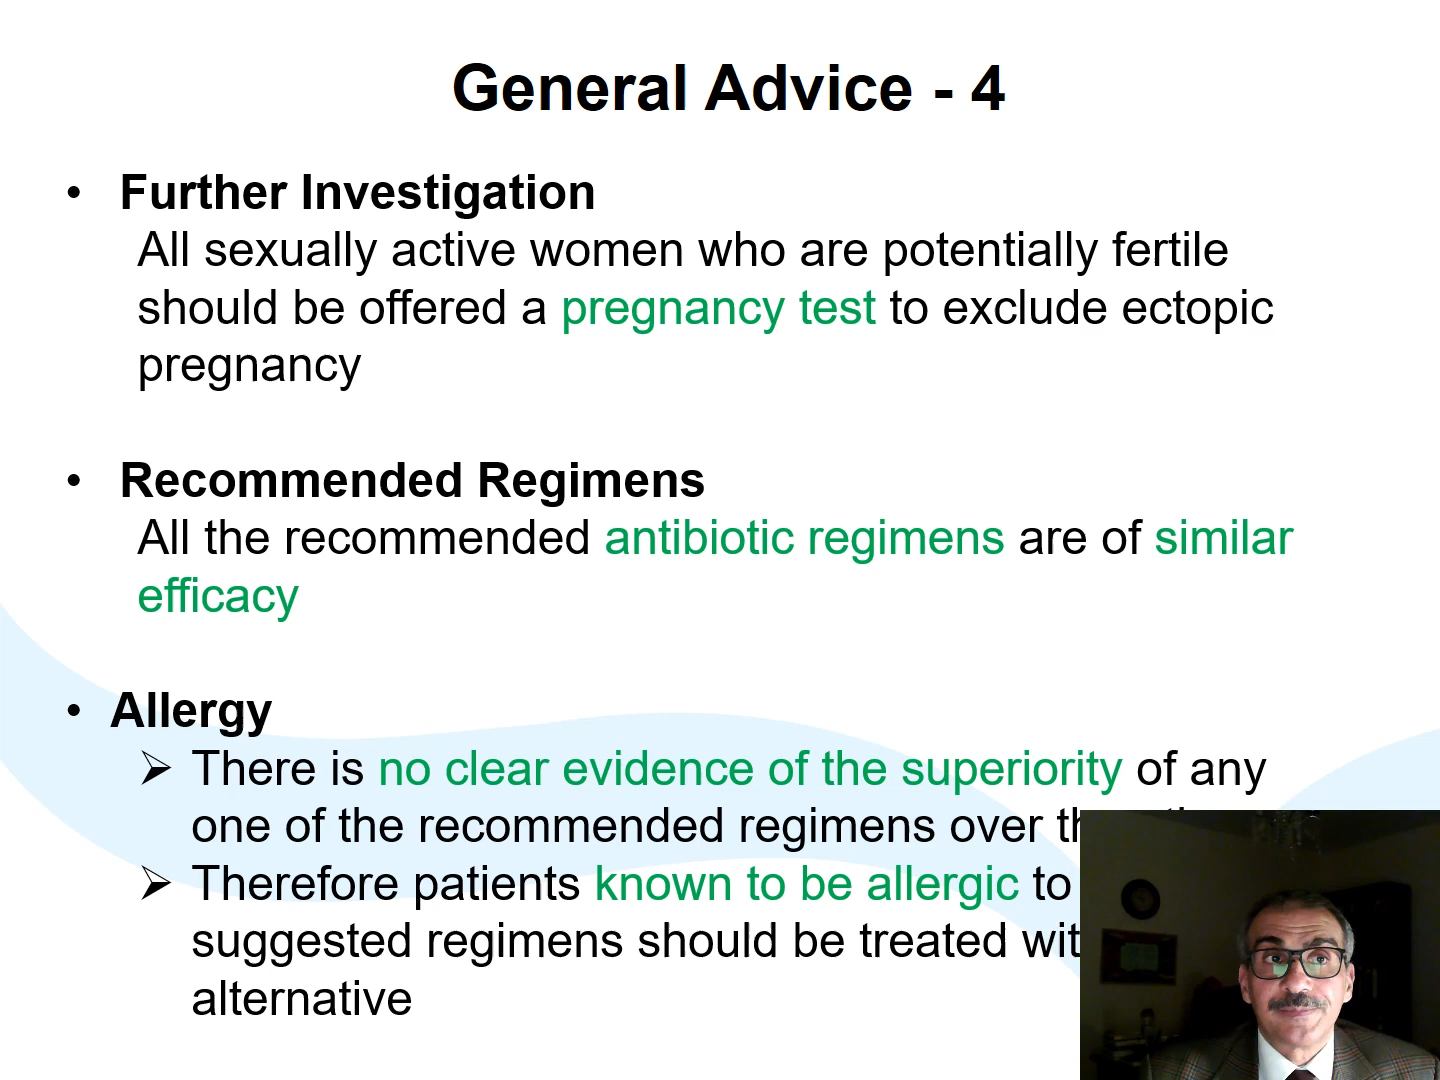 General Advice - 4
• Further Investigation
All sexually active women who are potentially fertile
should be offered a pregnancy test to exclude ectopic
pregnancy
• Recommended Regimens
All the recommended antibiotic regimens are of similar
efficacy
• Allergy
➢ There is no clear evidence of the superiority of any
one of the recommended regimens over
➢ Therefore patients known to be allergic to
suggested regimens should be treated
alternative